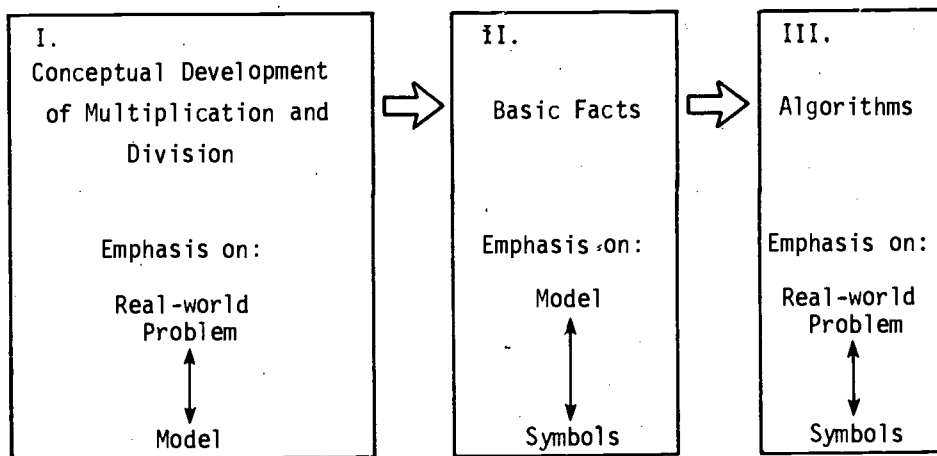 I.
Conceptual Development
of Multiplication and
Division
Emphasis on:
Real-world
Problem
Model
II.
Basic Facts
Emphasis on:
Model
Symbols
III.
Algorithms
Emphasis on:
Real-world
Problem
Symbols